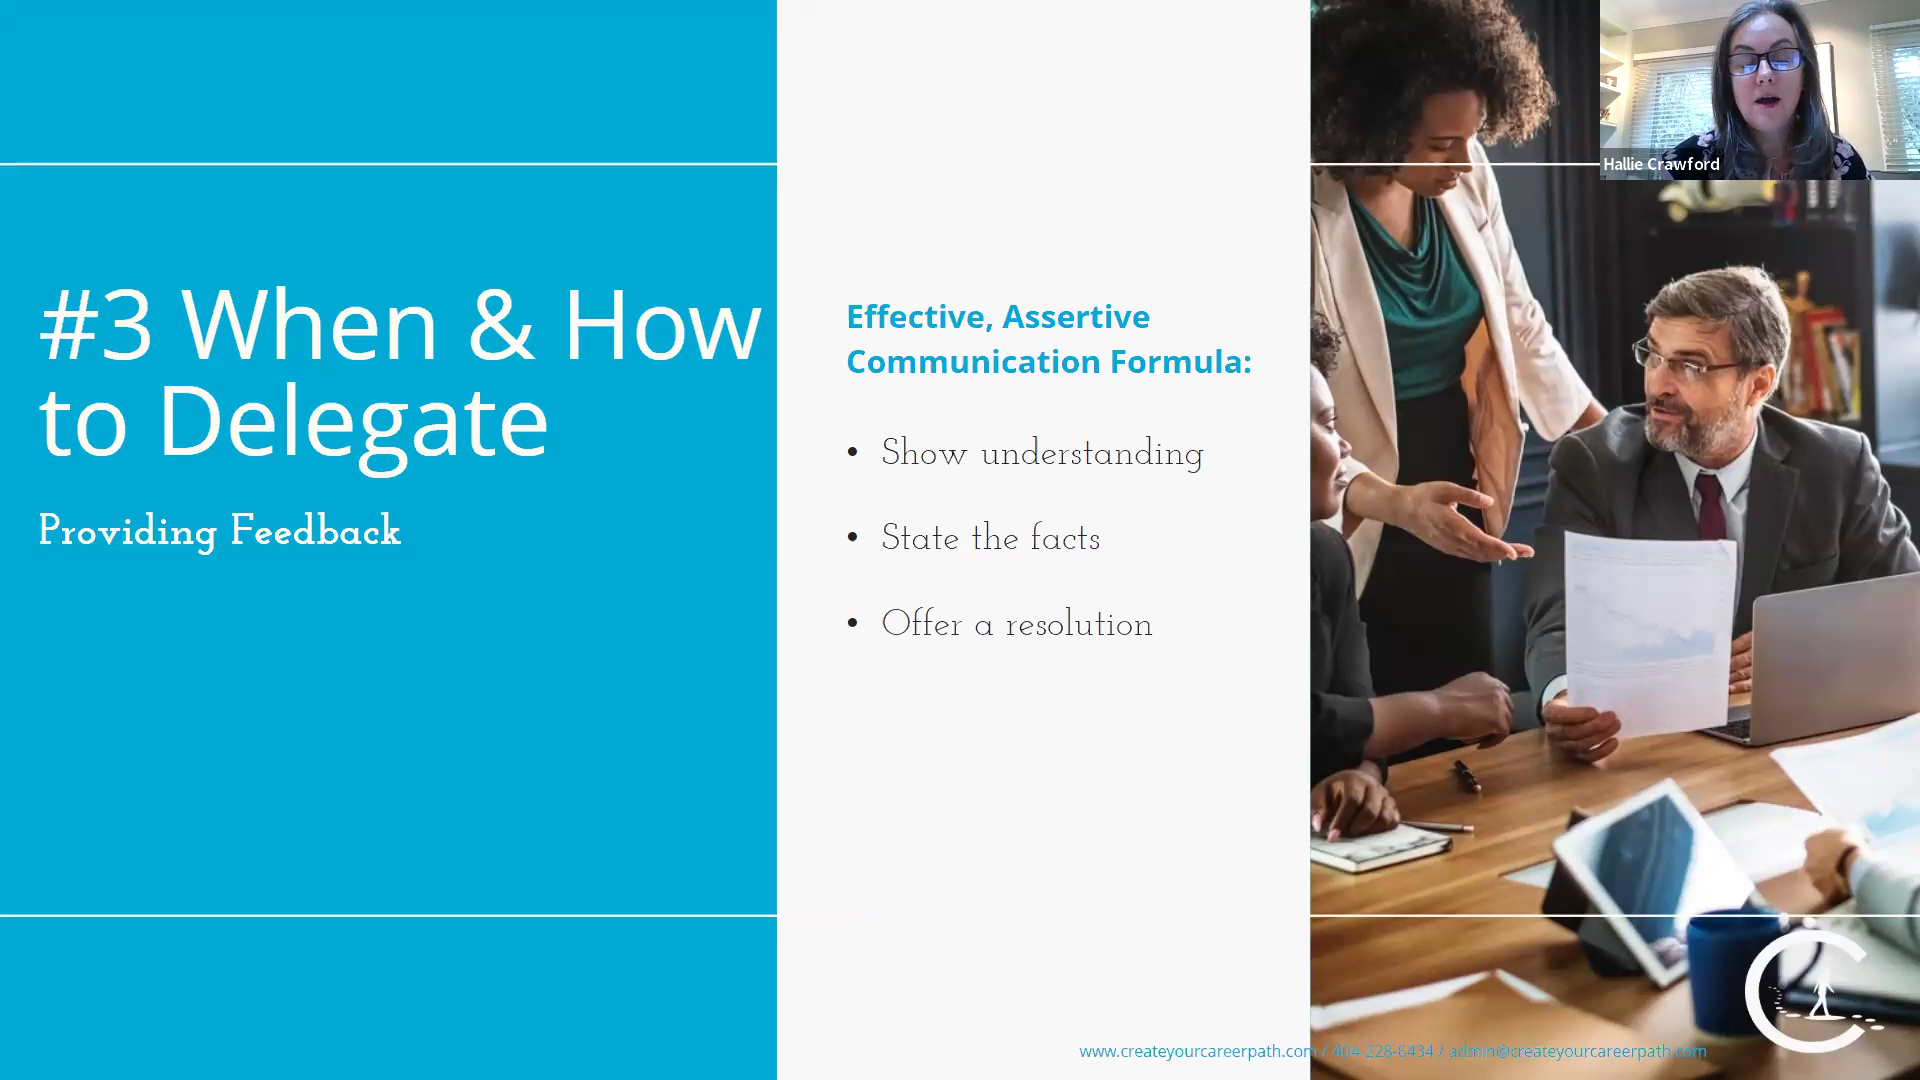 #3 When & How
to Delegate
Providing Feedback
Effective, Assertive
Communication Formula:
• Show understanding
• State the facts
• Offer a resolution
Hallie Crawford
www.createyourcareerpath.com / 404-228-6434 / admin@createyourcareerpath.com